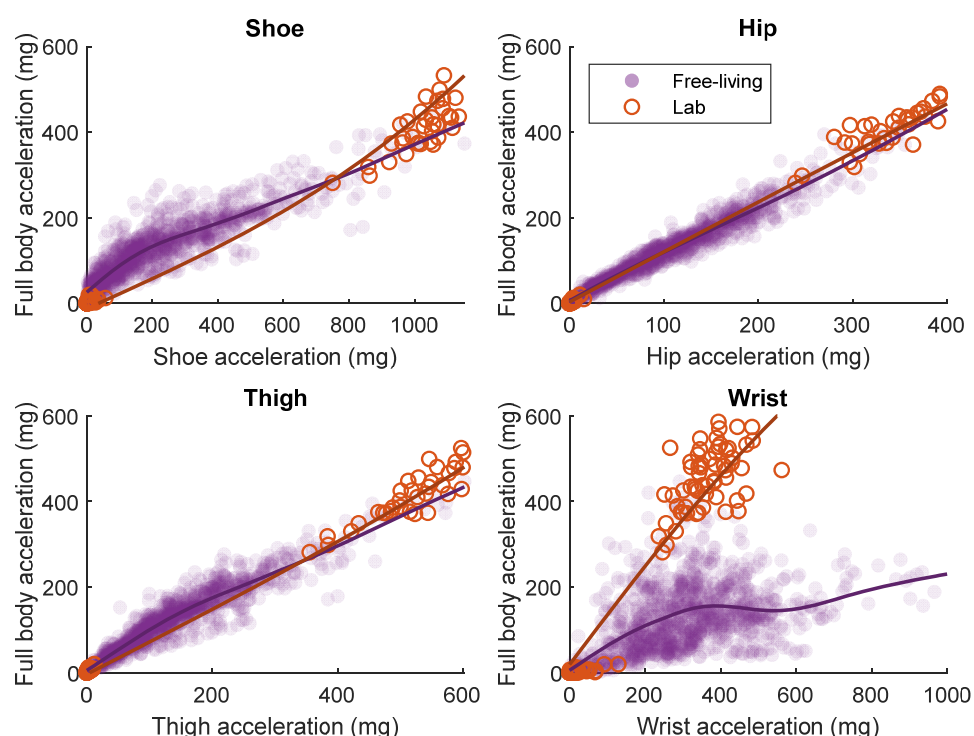 Shoe
Full body acceleration (mg)
600
400
200
0
0 200 400 600 800 1000
Shoe acceleration (mg)
Hip
Full body acceleration (mg)
600
400
200
0
Free-living
Lab
0 100 200 300 400
Hip acceleration (mg)
Thigh
Full body acceleration (mg)
600
400
200
0
0 200 400 600
Thigh acceleration (mg)
Wrist
Full body acceleration (mg)
600
400
200
0
0 200 400 600 800 1000
Wrist acceleration (mg)